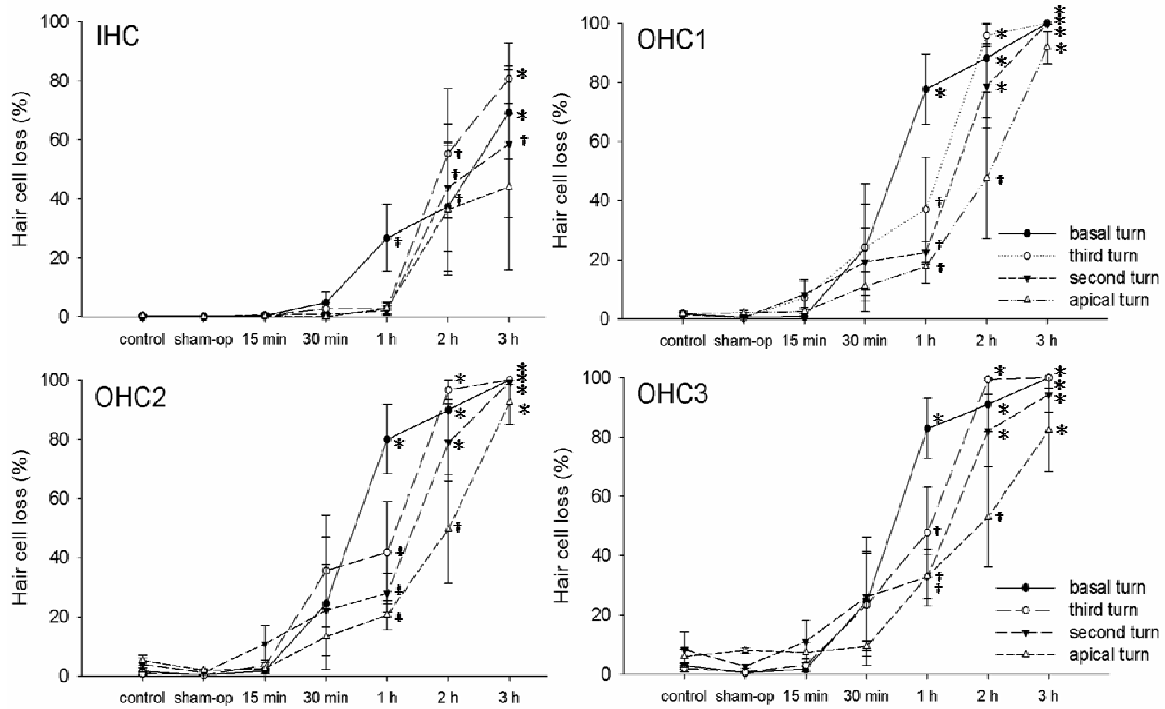 IHC
Hair cell loss (%)
100
80
60
40
20
0
control sham-op 15 min 30 min 1 h 2 h 3 h
* * † † † † ‡
OHC1
Hair cell loss (%)
100
80
60
40
20
0
control sham-op 15 min 30 min 1 h 2 h 3 h
* * * * * * * * † † † †
basal turn
third turn
second turn
apical turn
OHC2
Hair cell loss (%)
100
80
60
40
20
0
control sham-op 15 min 30 min 1 h 2 h 3 h
* * * * * * * * † † † †
OHC3
Hair cell loss (%)
100
80
60
40
20
0
control sham-op 15 min 30 min 1 h 2 h 3 h
* * * * * * * * † † † †
basal turn
third turn
second turn
apical turn